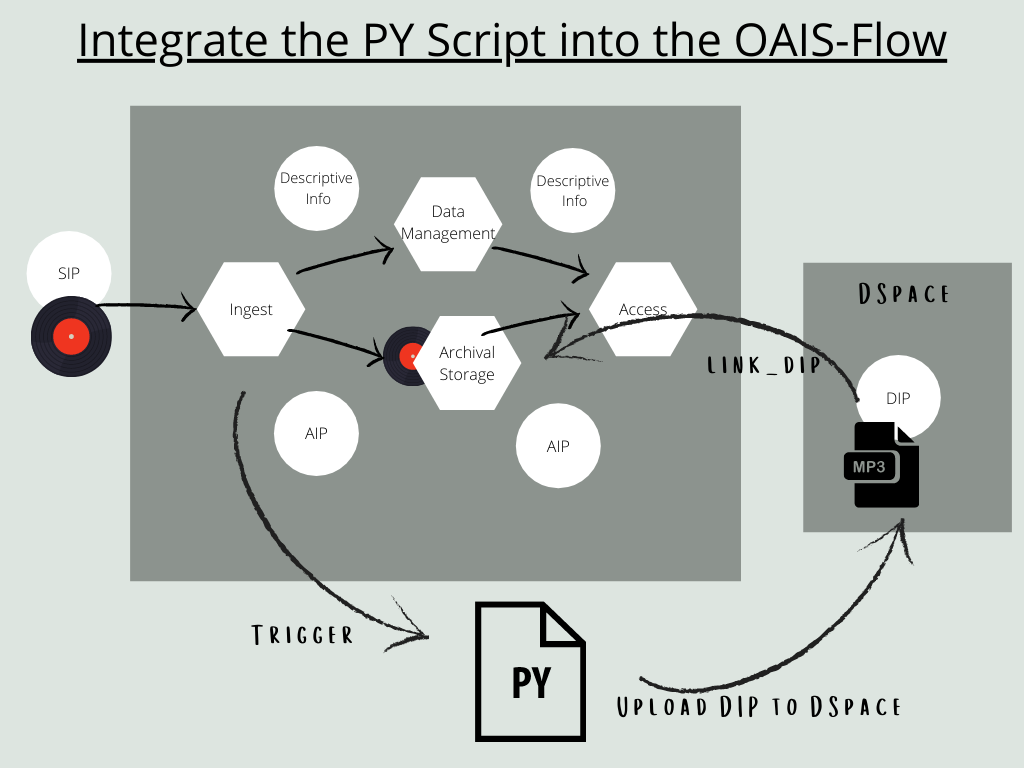 Integrate the PY Script into the OAIS-Flow
Descriptive
Info
Descriptive
Info
Data
Management
SIP
Ingest
Access
Archival
Storage
AIP
AIP
DSpace
LINK_DIP
DIP
MP3
Trigger
PY
Upload DIP to DSpace